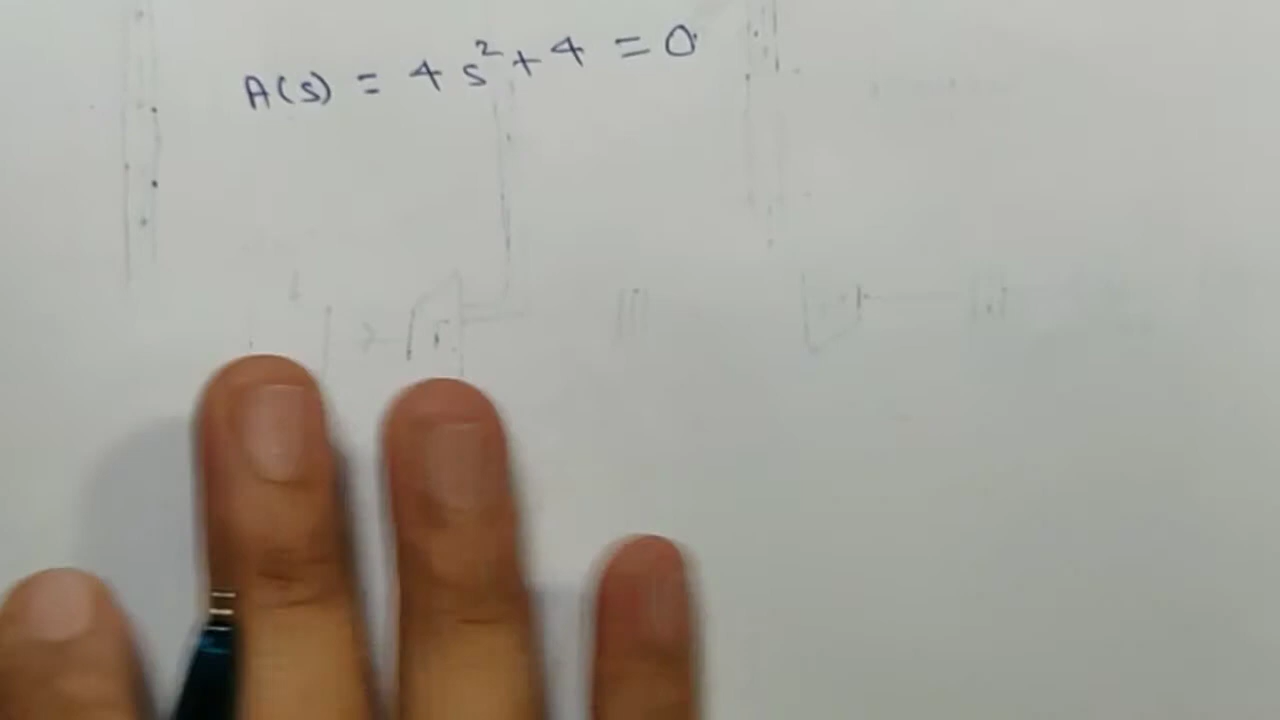 A(s) = 4s² + 4 = 0